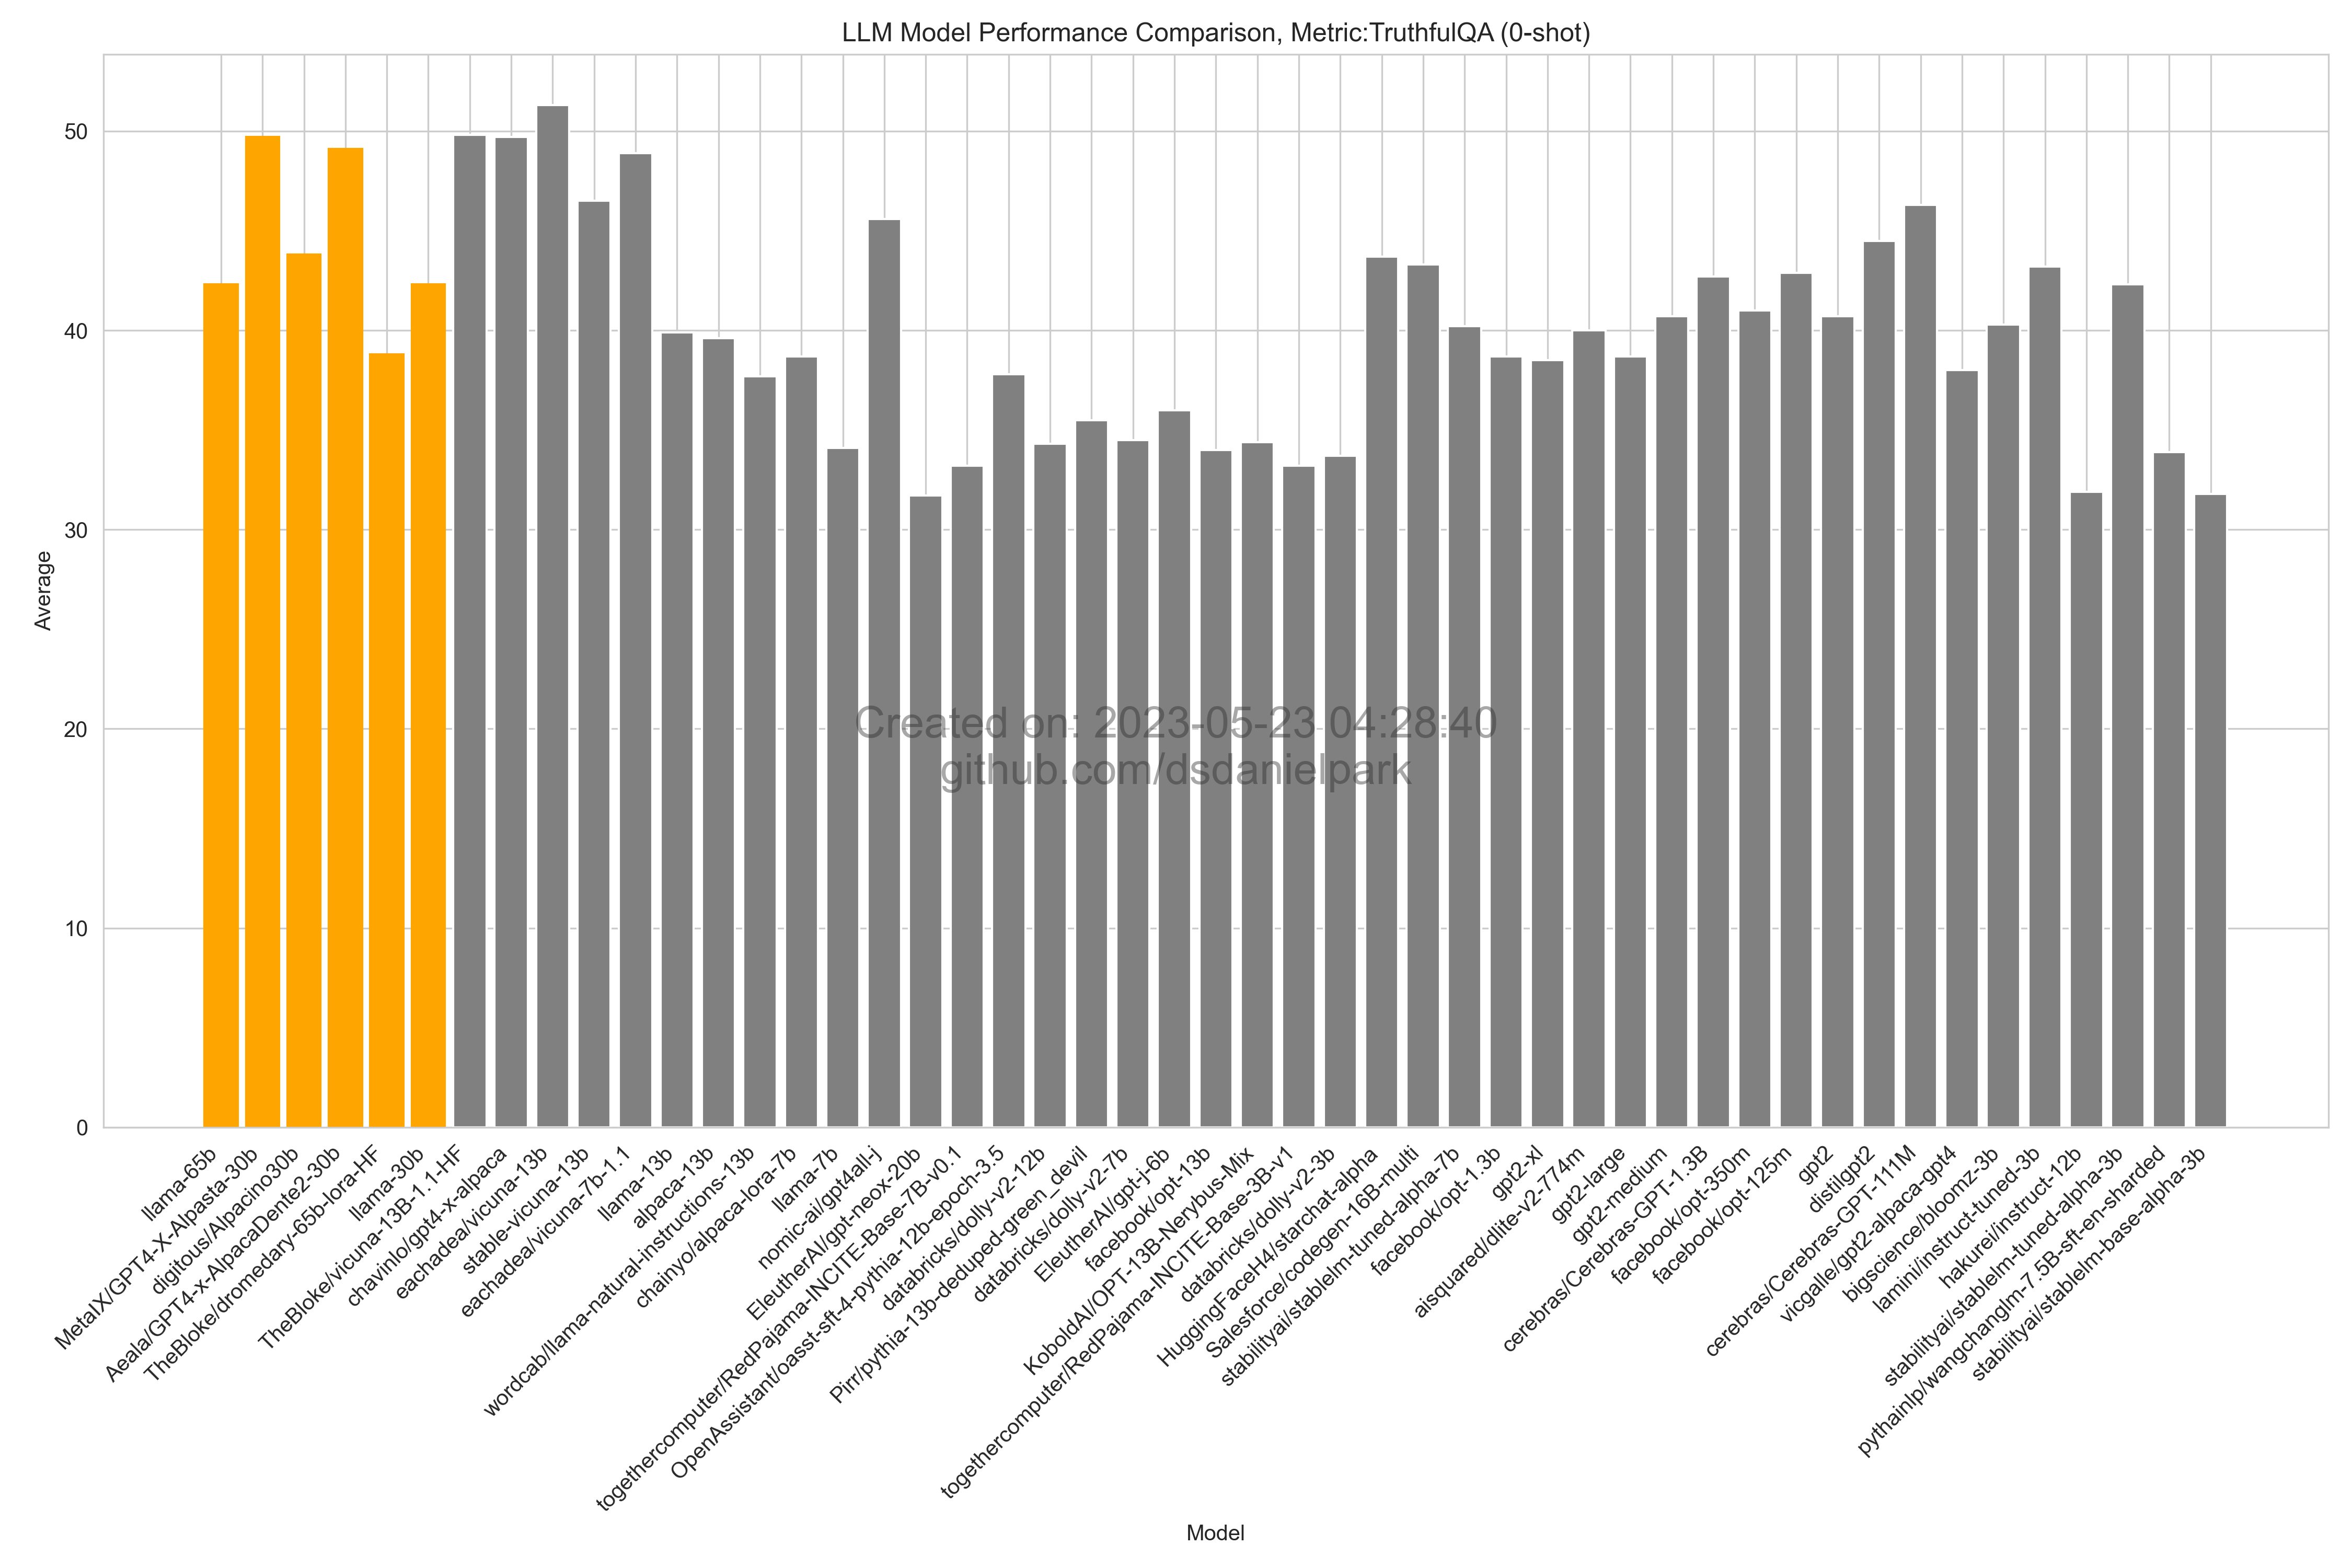 LLM Model Performance Comparison, Metric:TruthfulQA (0-shot)
50
40
30
20
10
0
Average
Created on: 2023-05-23 04:28:40
github.com/dsdanielpark
llama-65b
MetaIX/GPT4-X-Alpasta-30b
digitous/Alpacino30b
Aeala/GPT4-x-AlpacaDente2-30b
TheBloke/dromedary-65b-lora-HF
llama-30b
TheBloke/vicuna-13B-1.1-HF
chavinlo/gpt4-x-alpaca
eachadea/vicuna-13b
stable-vicuna-13b
eachadea/vicuna-7b-1.1
llama-13b
alpaca-13b
wordcab/llama-natural-instructions-13b
chainyo/alpaca-lora-7b
llama-7b
nomic-ai/gpt4all-j
EleutherAI/gpt-neox-20b
togethercomputer/RedPajama-INCITE-Base-7B-v0.1
OpenAssistant/oasst-sft-4-pythia-12b-epoch-3.5
databricks/dolly-v2-12b
Pirr/pythia-13b-deduped-green_devil
databricks/dolly-v2-7b
EleutherAI/gpt-j-6b
facebook/opt-13b
KoboldAI/OPT-13B-Nerybus-Mix
togethercomputer/RedPajama-INCITE-Base-3B-v1
databricks/dolly-v2-3b
HuggingFaceH4/starchat-alpha
Salesforce/codegen-16B-multi
stabilityai/stablelm-tuned-alpha-7b
facebook/opt-1.3b
gpt2-xl
aisquared/dlite-v2-774m
gpt2-large
gpt2-medium
cerebras/Cerebras-GPT-1.3B
facebook/opt-350m
facebook/opt-125m
gpt2
distilgpt2
cerebras/Cerebras-GPT-111M
vicgalle/gpt2-alpaca-gpt4
bigscience/bloomz-3b
lamini/instruct-tuned-3b
hakurei/instruct-12b
stabilityai/stablelm-tuned-alpha-3b
pythainlp/wangchanglm-7.5B-sft-en-sharded
stabilityai/stablelm-base-alpha-3b
Model